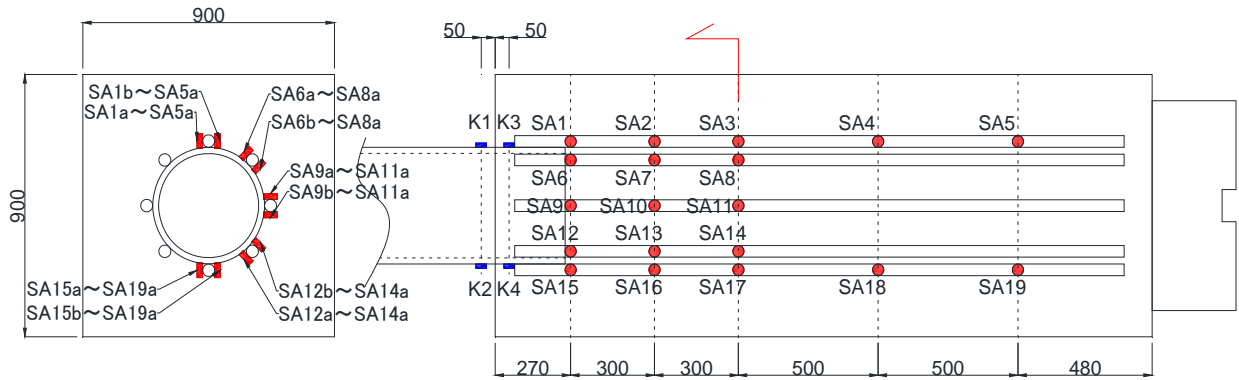 900
50
50
SA1b～SA5a
SA1a～SA5a
SA6a～SA8a
SA6b～SA8a
SA9a～SA11a
SA9b～SA11a
900
SA15a～SA19a
SA15b～SA19a
SA12b～SA14a
SA12a～SA14a
K1
K3
SA1
SA2
SA3
SA4
SA5
SA6
SA7
SA8
SA9
SA10
SA11
SA12
SA13
SA14
K2
K4
SA15
SA16
SA17
SA18
SA19
270
300
300
500
500
480